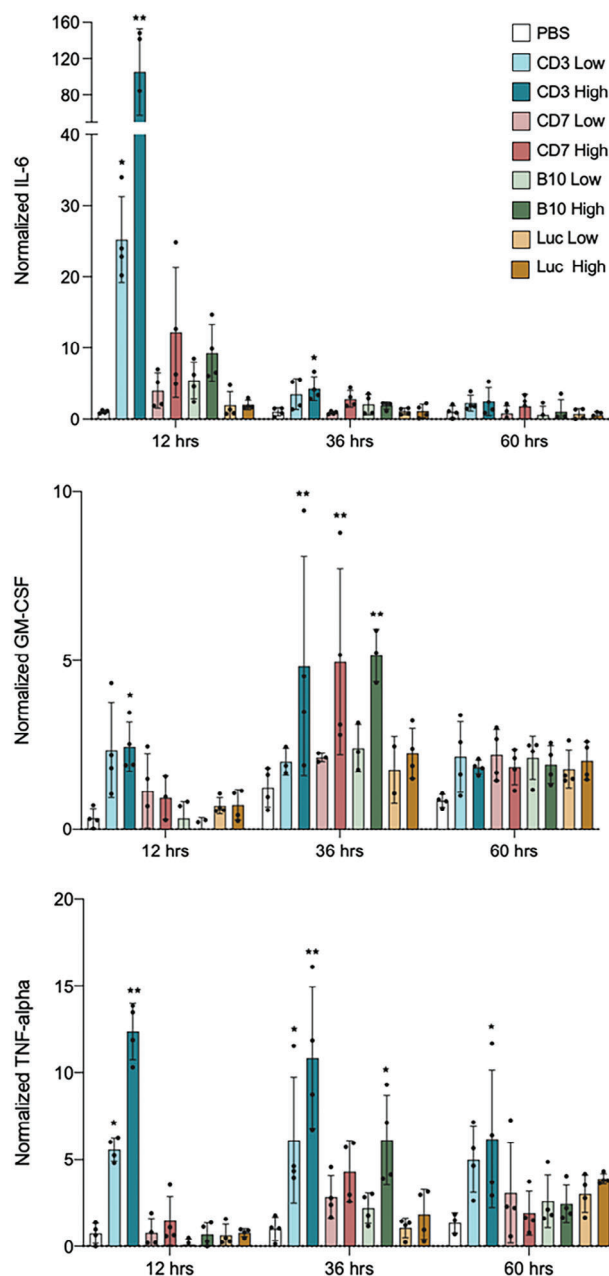 160
120
80
40
30
20
10
0
Normalized IL-6
** 
*
*
12 hrs 36 hrs 60 hrs
PBS
CD3 Low
CD3 High
CD7 Low
CD7 High
B10 Low
B10 High
Luc Low
Luc High
10
5
0
Normalized GM-CSF
*
**
**
**
12 hrs 36 hrs 60 hrs
20
15
10
5
0
Normalized TNF-alpha
*
**
*
**
*
*
12 hrs 36 hrs 60 hrs